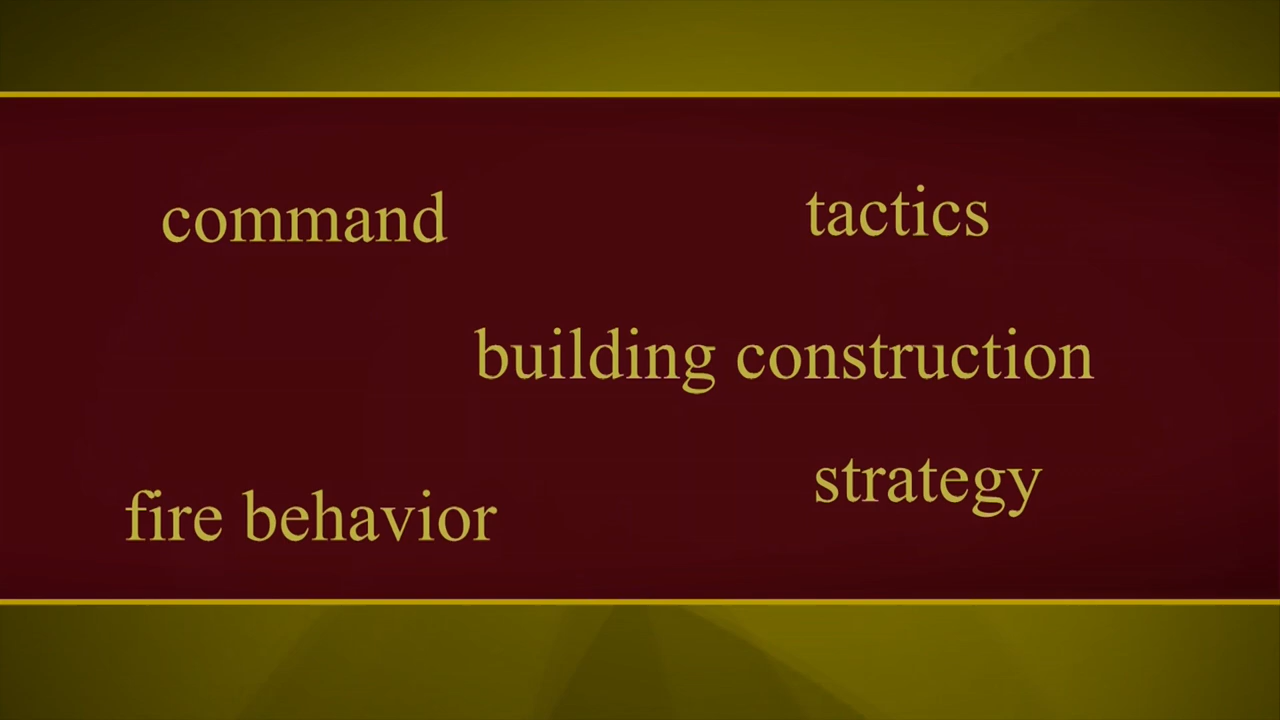 command
tactics
building construction
strategy
fire behavior